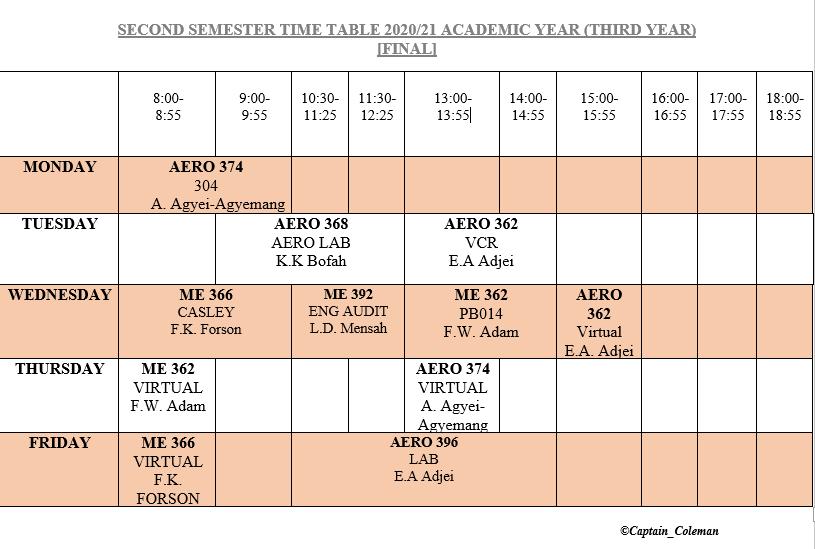 SECOND SEMESTER TIME TABLE 2020/21 ACADEMIC YEAR (THIRD YEAR)
[FINAL]
8:00-
8:55
9:00-
9:55
10:30-
11:25
11:30-
12:25
13:00-
13:55
14:00-
14:55
15:00-
15:55
16:00-
16:55
17:00-
17:55
18:00-
18:55
MONDAY
AERO 374
304
A. Agyei-Agyemang
TUESDAY
AERO 368
AERO LAB
K.K Bofah
AERO 362
VCR
E.A Adjei
WEDNESDAY
ME 366
CASLEY
F.K. Forson
ME 392
ENG AUDIT
L.D. Mensah
ME 362
PB014
F.W. Adam
AERO
362
Virtual
E.A. Adjei
THURSDAY
ME 362
VIRTUAL
F.W. Adam
AERO 374
VIRTUAL
A. Agyei-
Agyemang
FRIDAY
ME 366
VIRTUAL
F.K.
FORSON
AERO 396
LAB
E.A Adjei
©Captain_Coleman